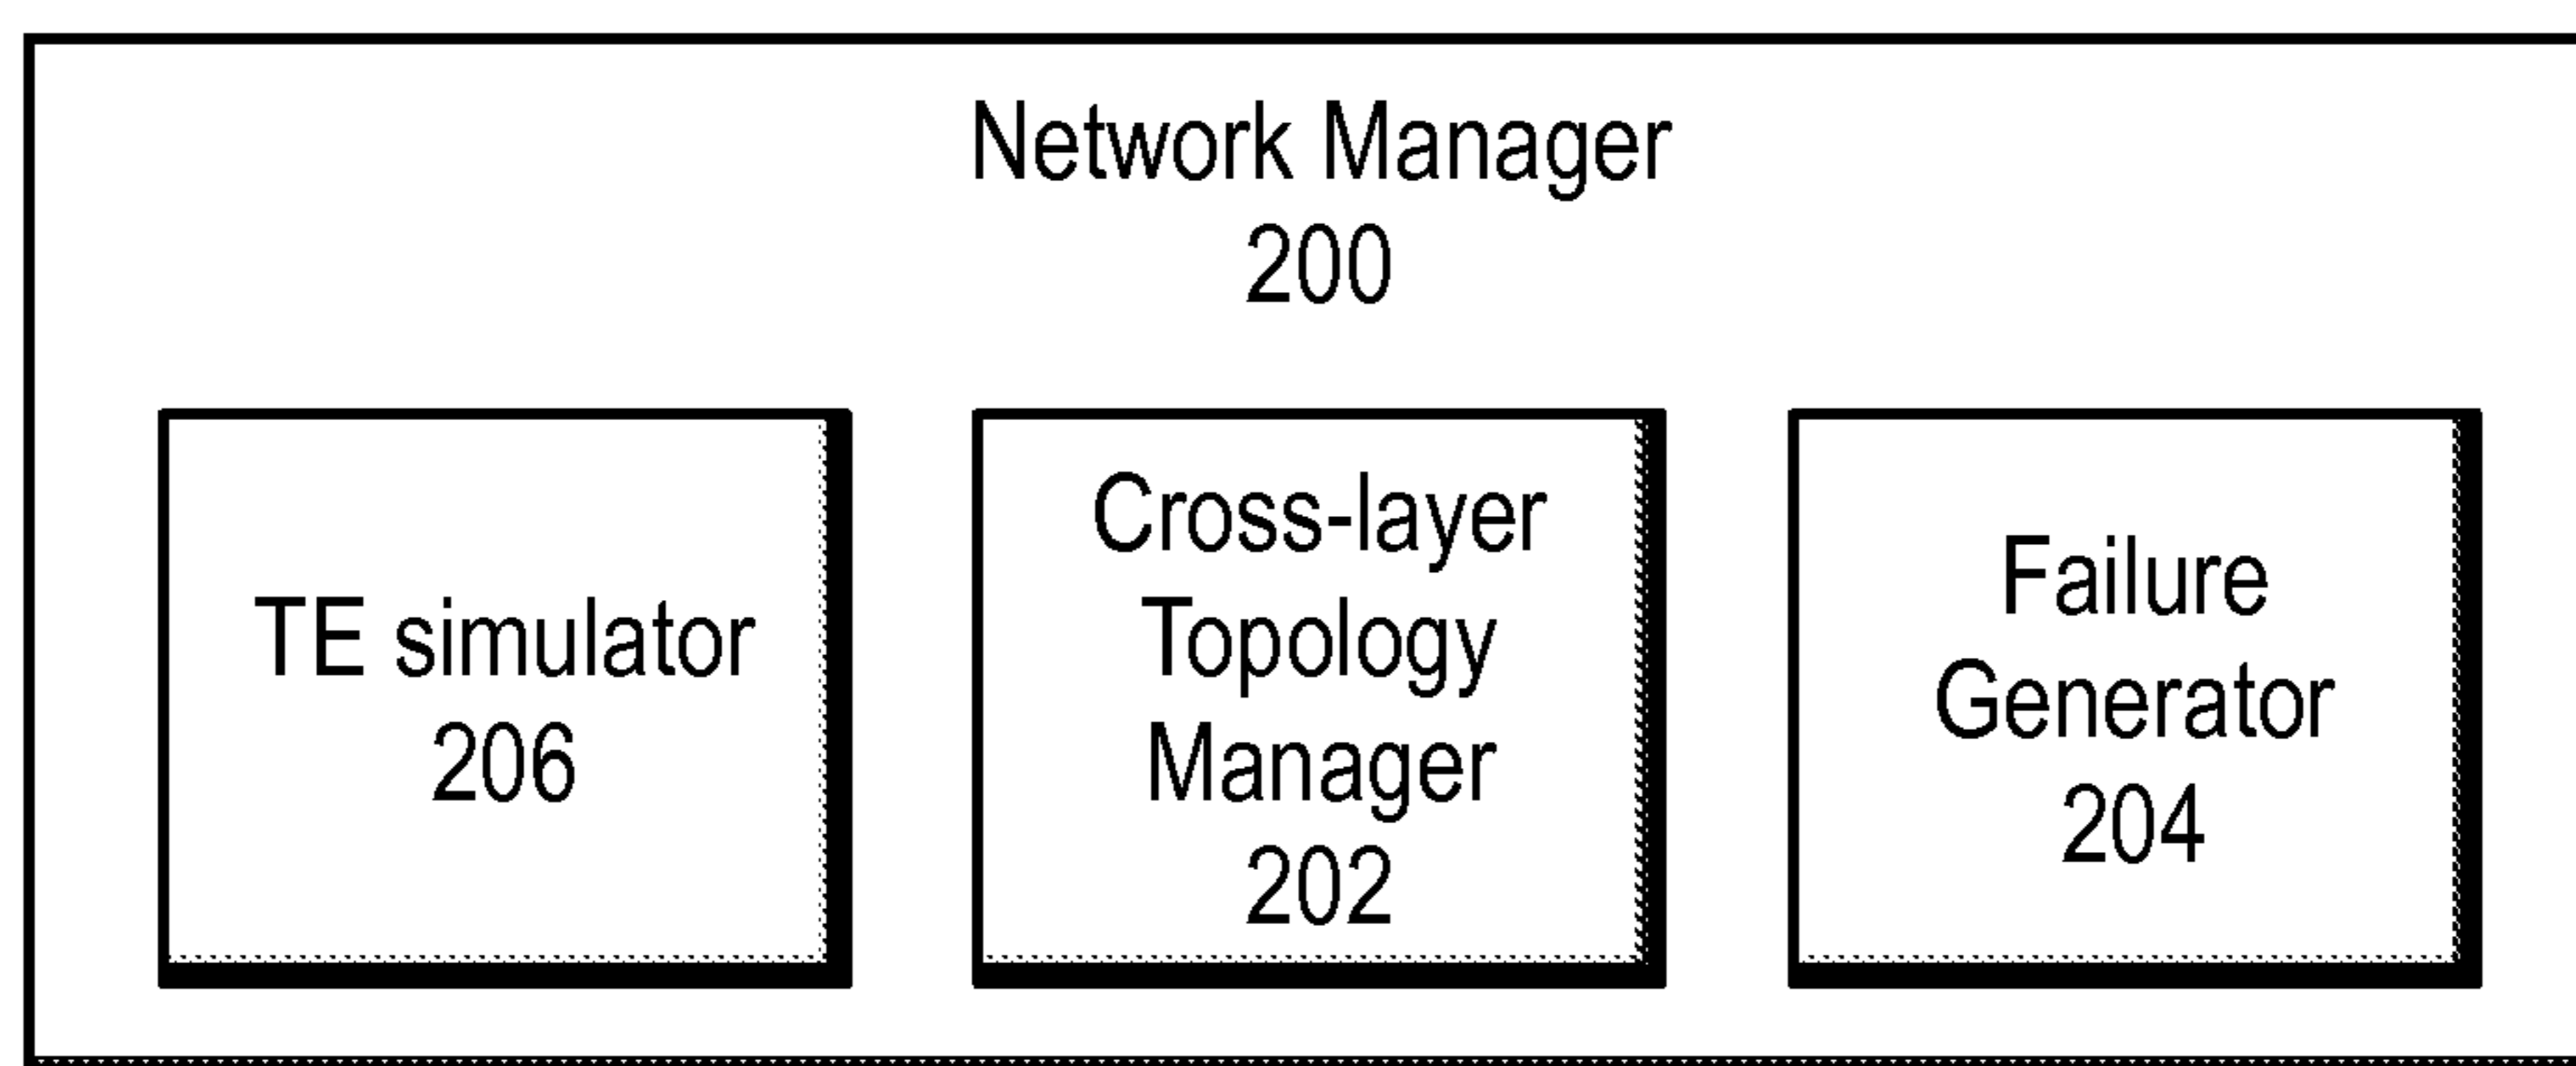 Network Manager
200
TE simulator
206
Cross-layer
Topology
Manager
202
Failure
Generator
204